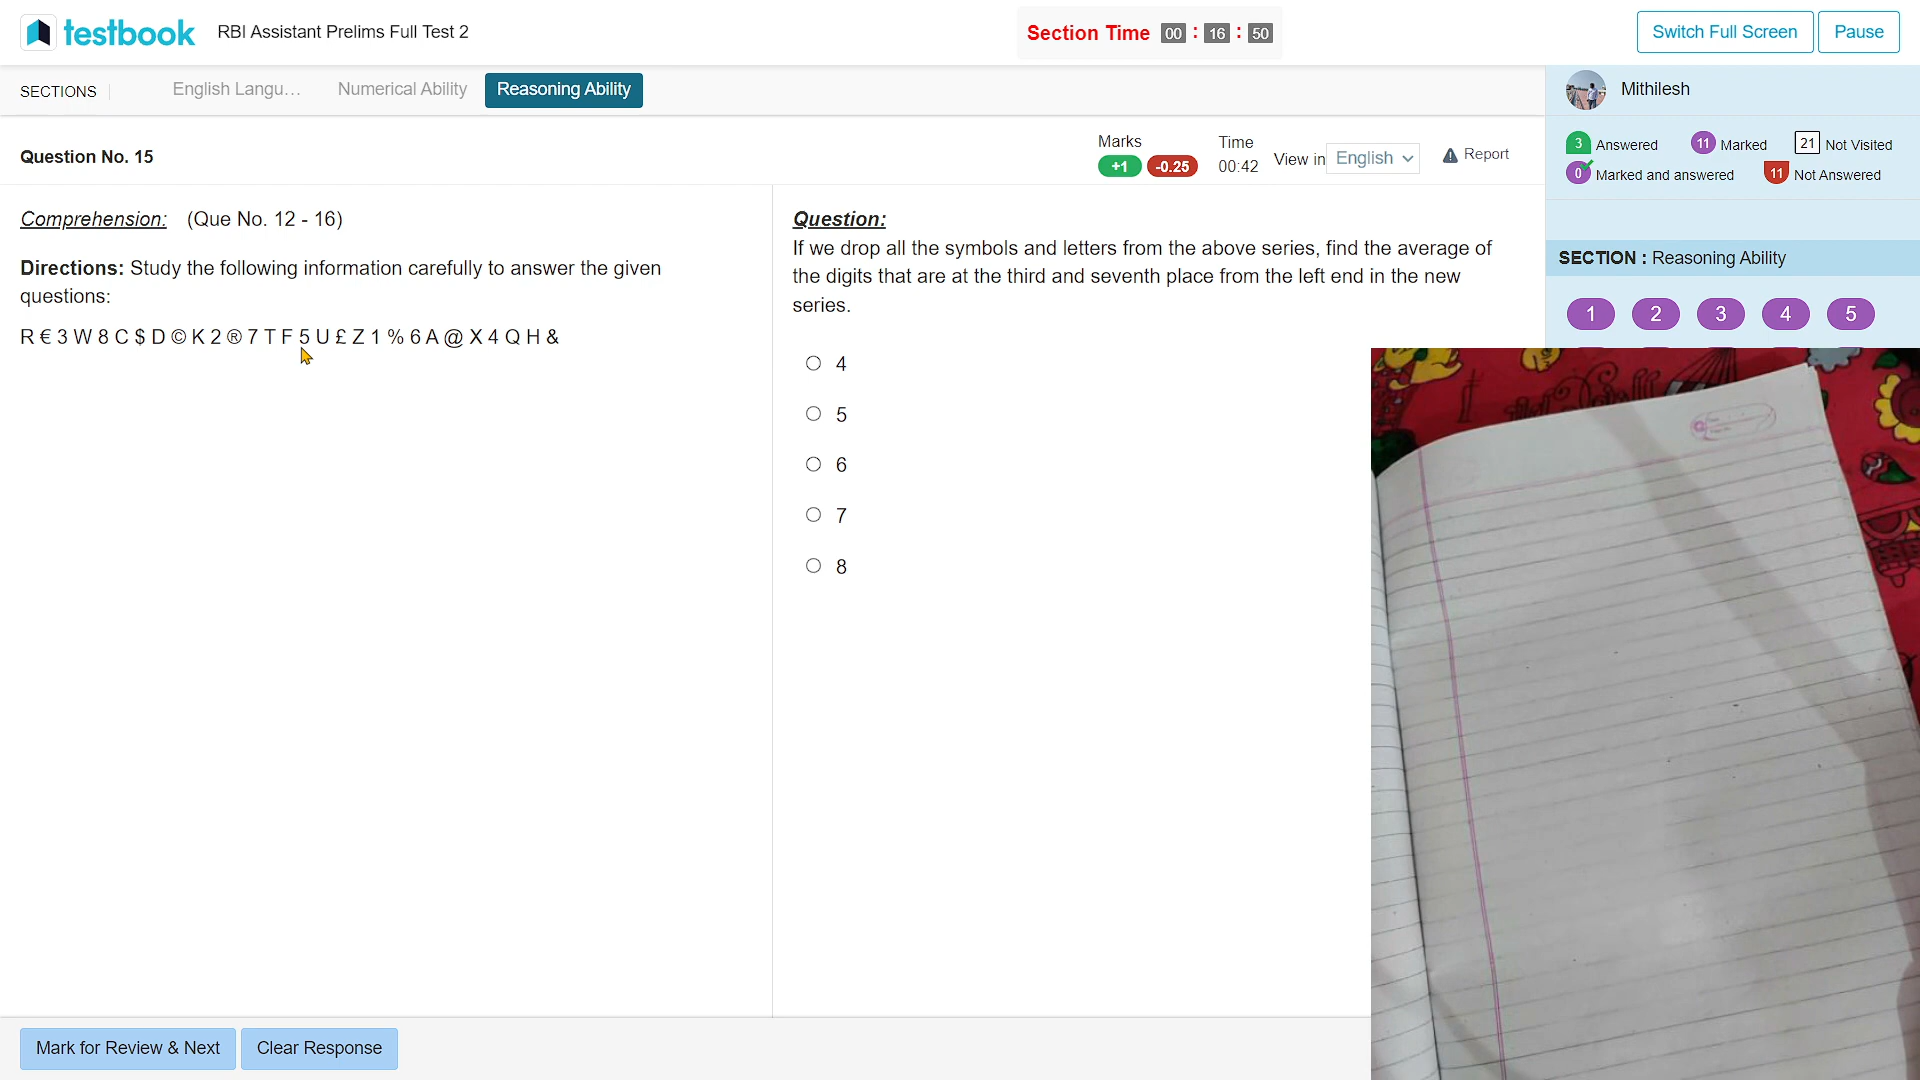 testbook RBI Assistant Prelims Full Test 2 Section Time 00 : 16 : 50 Switch Full Screen Pause
SECTIONS English Langu... Numerical Ability Reasoning Ability
Mithilesh
Question No. 15
Marks +1 -0.25
Time 00:42
View in English
Report
3 Answered 11 Marked 21 Not Visited
0 Marked and answered 11 Not Answered
SECTION : Reasoning Ability
1 2 3 4 5
Comprehension: (Que No. 12 - 16)
Directions: Study the following information carefully to answer the given
questions:
R € 3 W 8 C $ D © K 2 ® 7 T F 5 U £ Z 1 % 6 A @ X 4 Q H &
Question:
If we drop all the symbols and letters from the above series, find the average of
the digits that are at the third and seventh place from the left end in the new
series.
4
5
6
7
8
Mark for Review & Next Clear Response